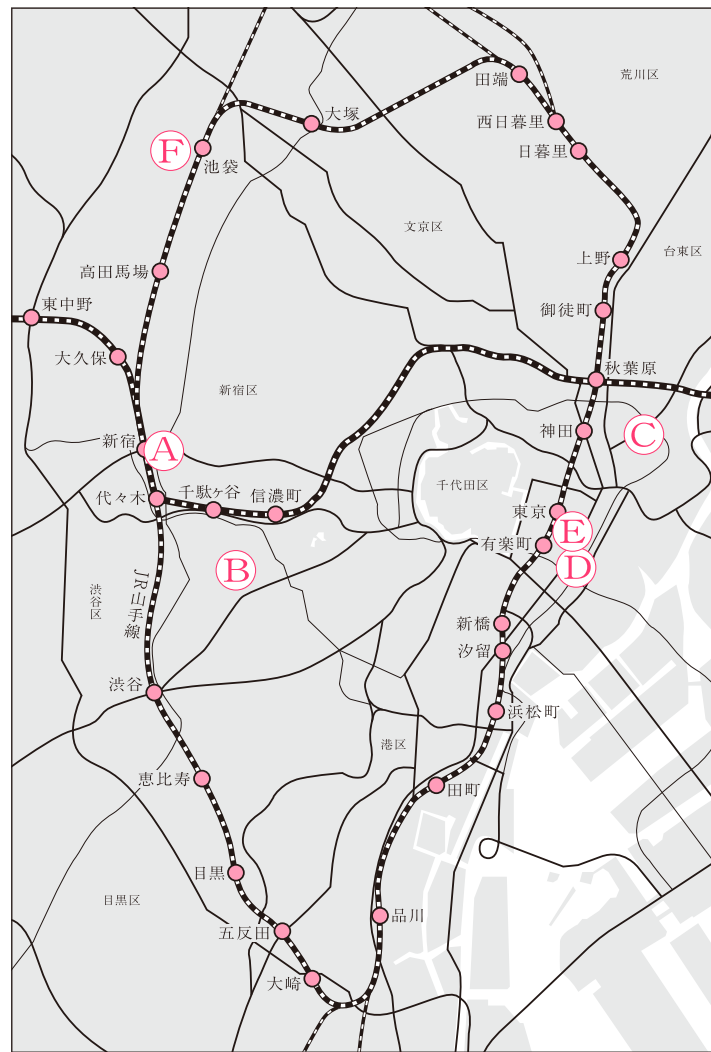 田端
荒川区
大塚
西日暮里
F
池袋
日暮里
文京区
上野
台東区
高田馬場
東中野
御徒町
大久保
秋葉原
新宿区
新宿
A
神田
C
千代田区
代々木
千駄ヶ谷
信濃町
東京
E
有楽町
D
B
JR山手線
渋谷区
新橋
汐留
渋谷
浜松町
港区
恵比寿
田町
目黒
目黒区
品川
五反田
大崎